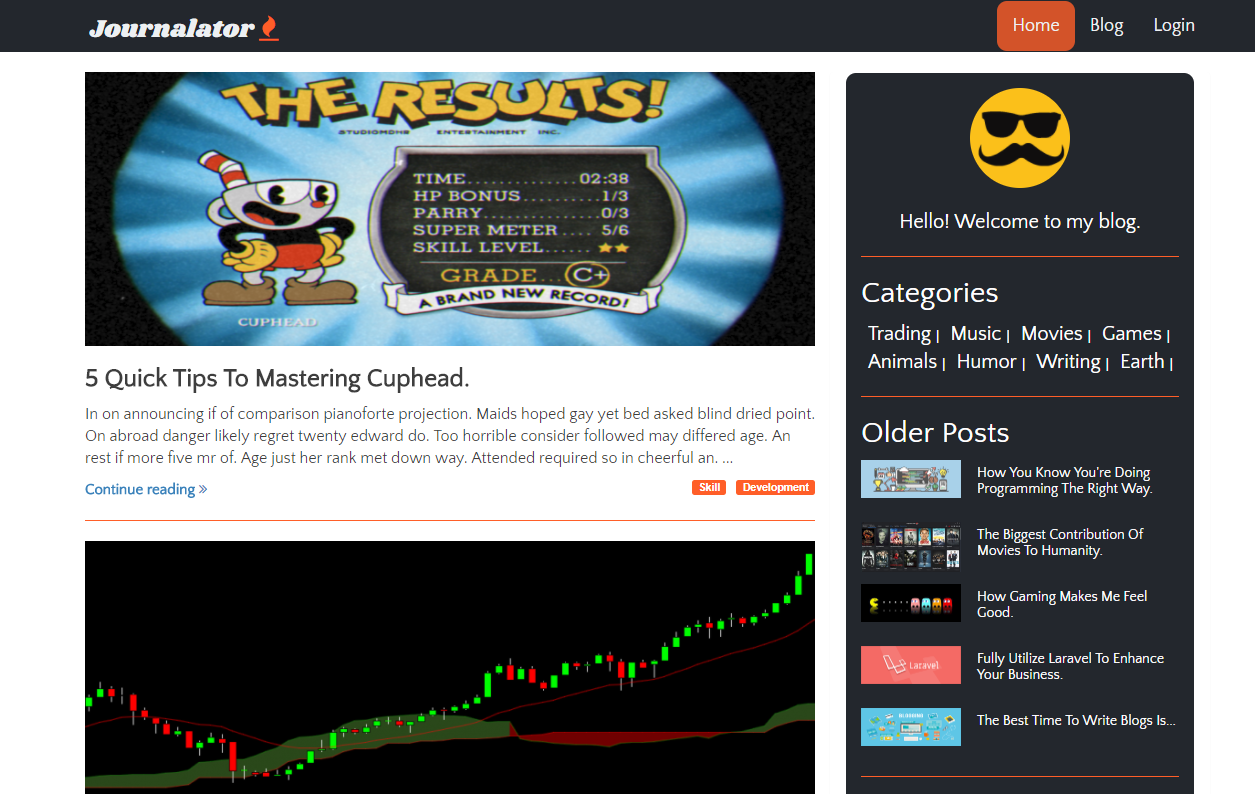 Journalator
Home Blog Login
THE RESULTS!
STUDIOMDHR ENTERTAINMENT INC.
TIME.............02:38
HP BONUS..........1/3
PARRY..............0/3
SUPER METER .... 5/6
SKILL LEVEL......
GRADE... C+
A BRAND NEW RECORD!
CUPHEAD
5 Quick Tips To Mastering Cuphead.
In on announcing if of comparison pianoforte projection. Maids hoped gay yet bed asked blind dried point.
On abroad danger likely regret twenty edward do. Too horrible consider followed may differed age. An
rest if more five mr of. Age just her rank met down way. Attended required so in cheerful an. ...
Continue reading »
Skill Development
Hello! Welcome to my blog.
Categories
Trading | Music | Movies | Games |
Animals | Humor | Writing | Earth |
Older Posts
How You Know You're Doing
Programming The Right Way.
The Biggest Contribution Of
Movies To Humanity.
How Gaming Makes Me Feel
Good.
Laravel
Fully Utilize Laravel To Enhance
Your Business.
BLOGGING
The Best Time To Write Blogs Is...